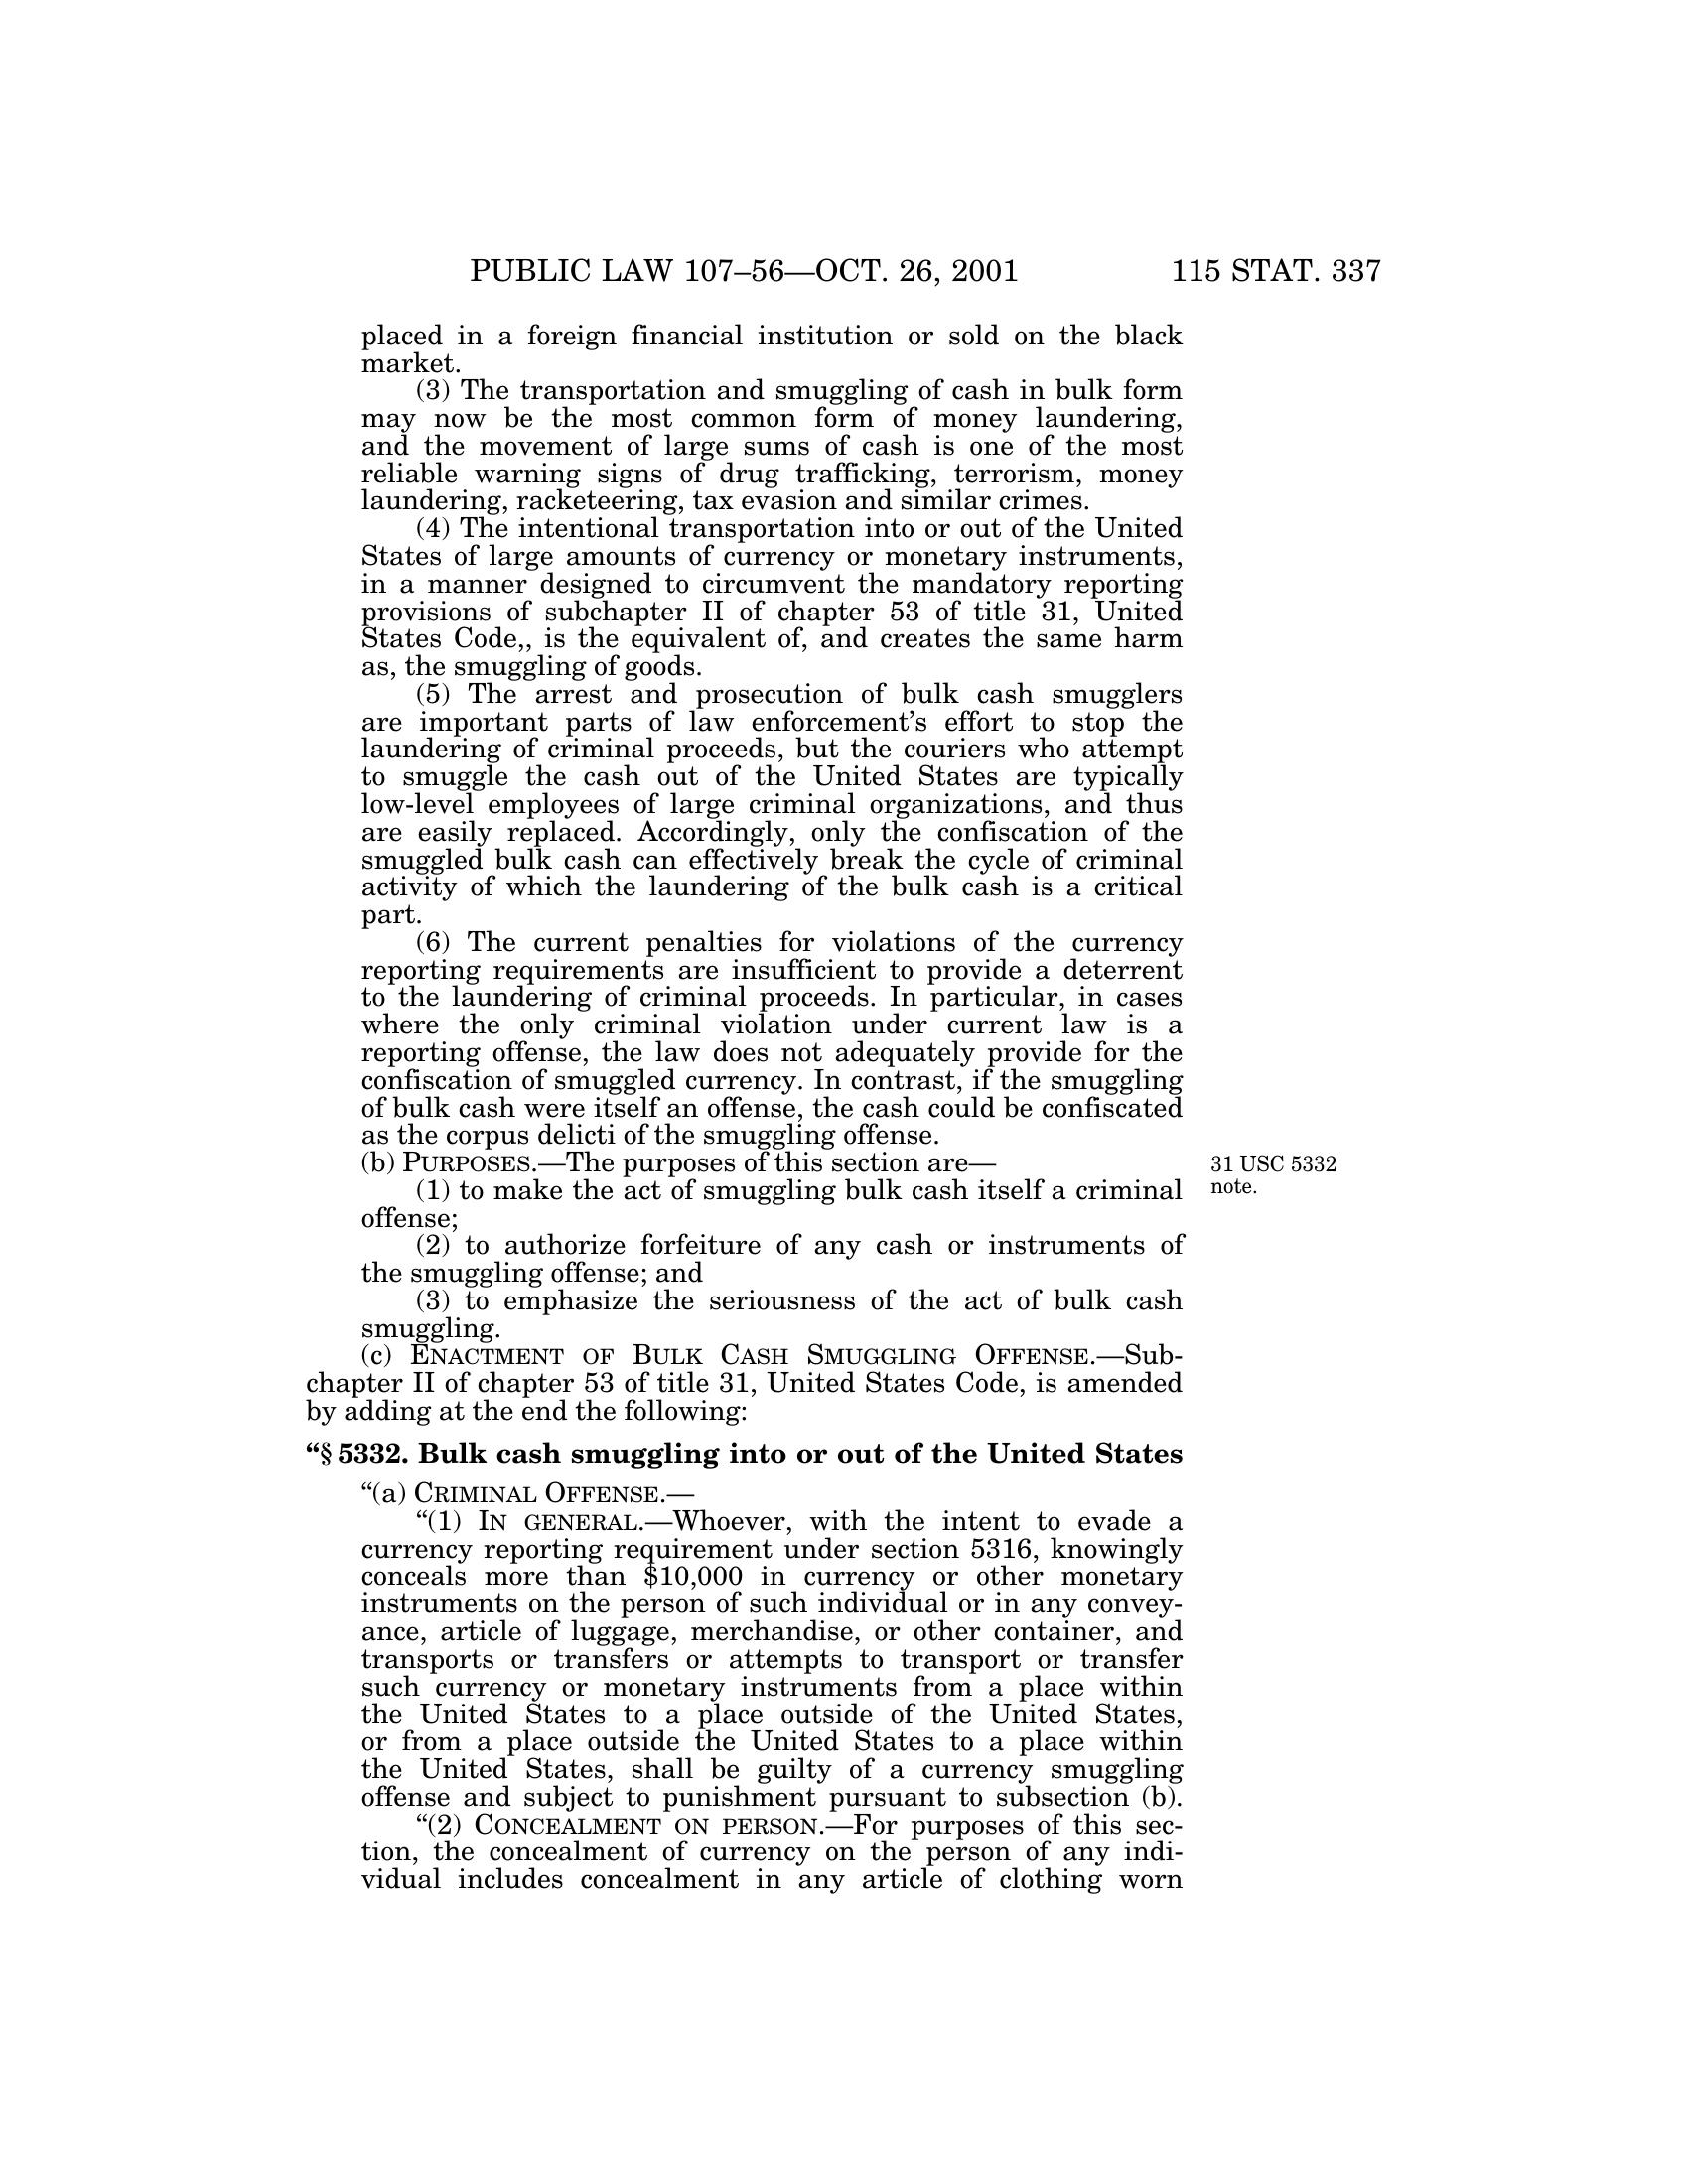 PUBLIC LAW 107–56—OCT. 26, 2001 115 STAT. 337
placed in a foreign financial institution or sold on the black
market.
(3) The transportation and smuggling of cash in bulk form
may now be the most common form of money laundering,
and the movement of large sums of cash is one of the most
reliable warning signs of drug trafficking, terrorism, money
laundering, racketeering, tax evasion and similar crimes.
(4) The intentional transportation into or out of the United
States of large amounts of currency or monetary instruments,
in a manner designed to circumvent the mandatory reporting
provisions of subchapter II of chapter 53 of title 31, United
States Code,, is the equivalent of, and creates the same harm
as, the smuggling of goods.
(5) The arrest and prosecution of bulk cash smugglers
are important parts of law enforcement’s effort to stop the
laundering of criminal proceeds, but the couriers who attempt
to smuggle the cash out of the United States are typically
low-level employees of large criminal organizations, and thus
are easily replaced. Accordingly, only the confiscation of the
smuggled bulk cash can effectively break the cycle of criminal
activity of which the laundering of the bulk cash is a critical
part.
(6) The current penalties for violations of the currency
reporting requirements are insufficient to provide a deterrent
to the laundering of criminal proceeds. In particular, in cases
where the only criminal violation under current law is a
reporting offense, the law does not adequately provide for the
confiscation of smuggled currency. In contrast, if the smuggling
of bulk cash were itself an offense, the cash could be confiscated
as the corpus delicti of the smuggling offense.
(b) PURPOSES.—The purposes of this section are—
31 USC 5332
note.
(1) to make the act of smuggling bulk cash itself a criminal
offense;
(2) to authorize forfeiture of any cash or instruments of
the smuggling offense; and
(3) to emphasize the seriousness of the act of bulk cash
smuggling.
(c) ENACTMENT OF BULK CASH SMUGGLING OFFENSE.—Sub-
chapter II of chapter 53 of title 31, United States Code, is amended
by adding at the end the following:
“§ 5332. Bulk cash smuggling into or out of the United States
“(a) CRIMINAL OFFENSE.—
“(1) IN GENERAL.—Whoever, with the intent to evade a
currency reporting requirement under section 5316, knowingly
conceals more than $10,000 in currency or other monetary
instruments on the person of such individual or in any convey-
ance, article of luggage, merchandise, or other container, and
transports or transfers or attempts to transport or transfer
such currency or monetary instruments from a place within
the United States to a place outside of the United States,
or from a place outside the United States to a place within
the United States, shall be guilty of a currency smuggling
offense and subject to punishment pursuant to subsection (b).
“(2) CONCEALMENT ON PERSON.—For purposes of this sec-
tion, the concealment of currency on the person of any indi-
vidual includes concealment in any article of clothing worn